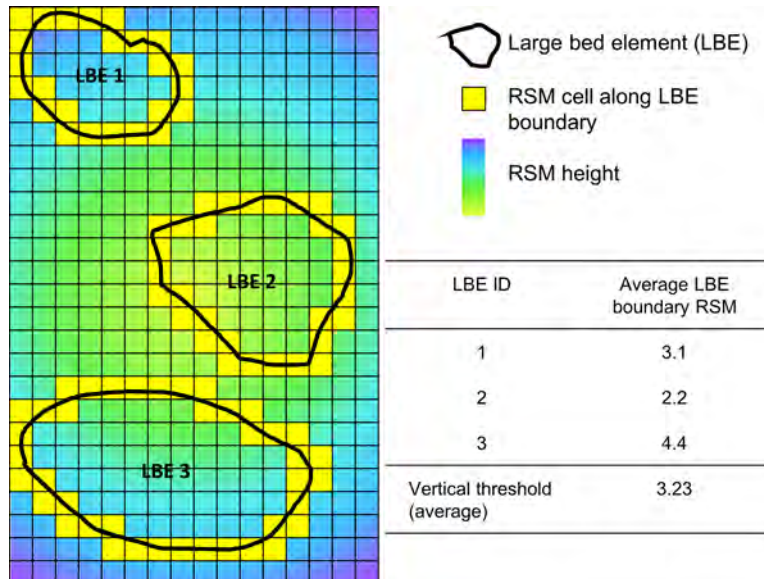 LBE 1
LBE 2
LBE 3
Large bed element (LBE)
RSM cell along LBE
boundary
RSM height
LBE ID Average LBE
boundary RSM
1 3.1
2 2.2
3 4.4
Vertical threshold 3.23
(average)